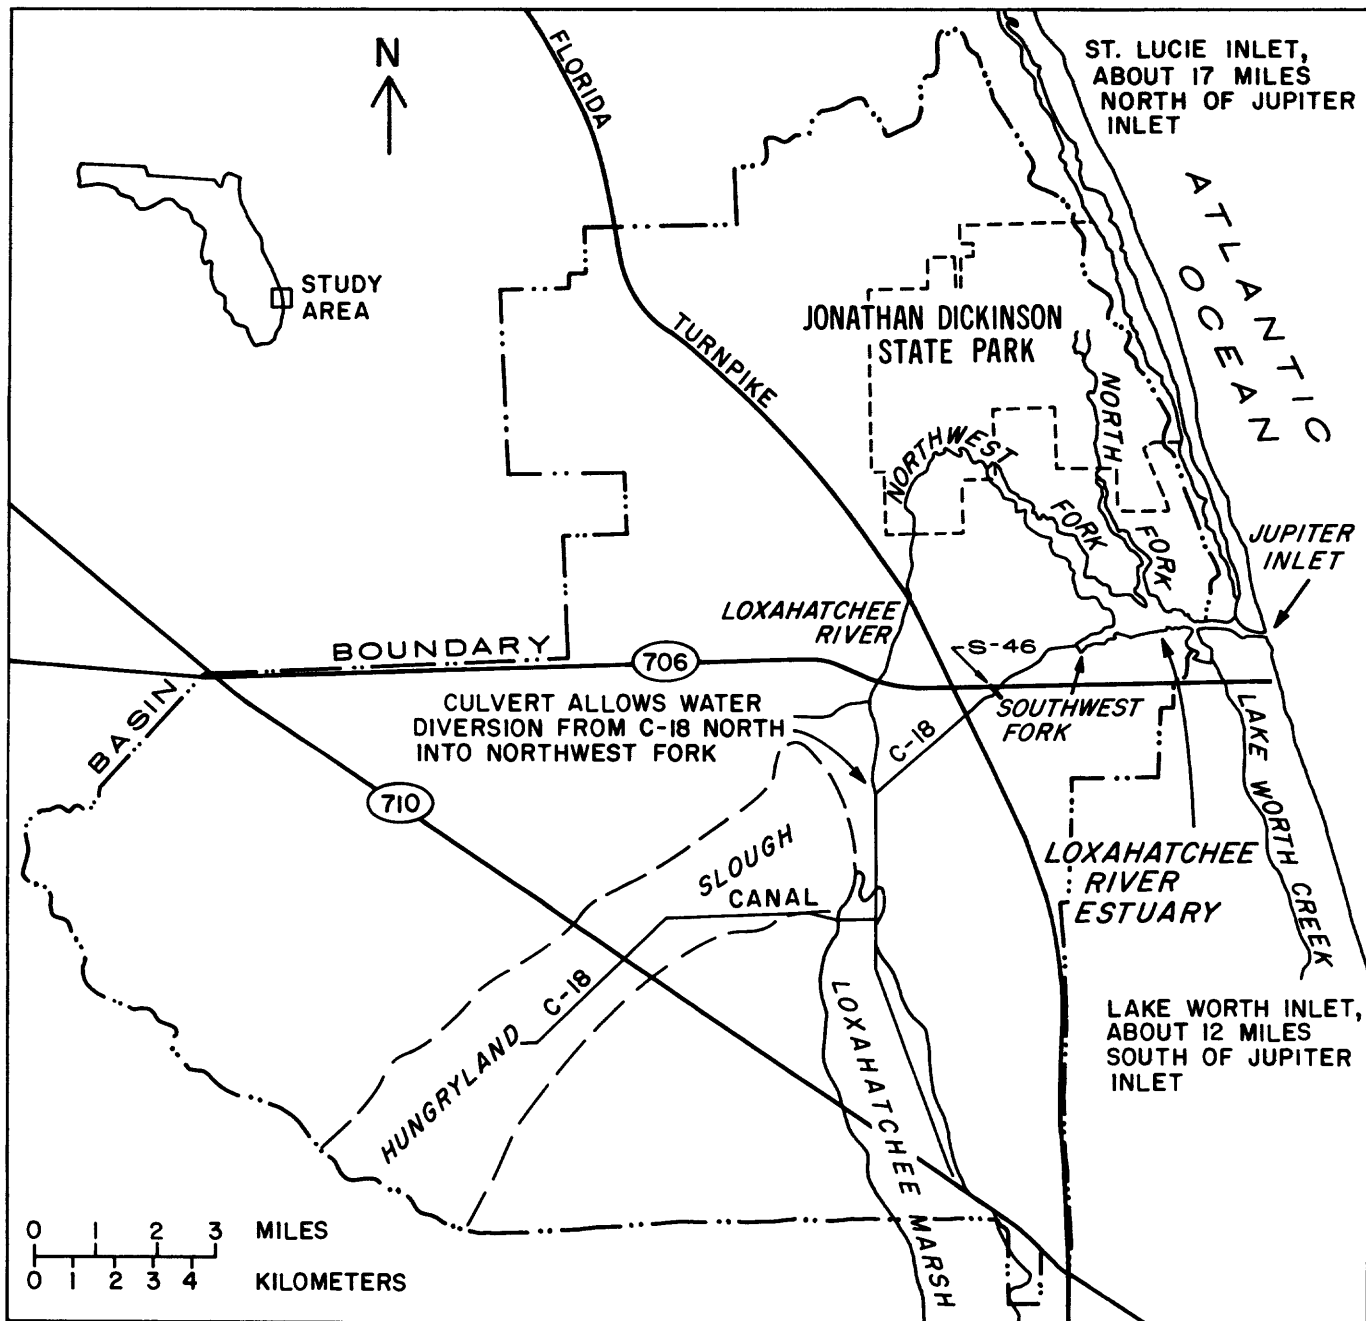 N
FLORIDA
TURNPIKE
ST. LUCIE INLET,
ABOUT 17 MILES
NORTH OF JUPITER
INLET
ATLANTIC
OCEAN
STUDY
AREA
JONATHAN DICKINSON
STATE PARK
NORTH
FORK
NORTHWEST
FORK
JUPITER
INLET
LOXAHATCHEE
RIVER
BOUNDARY
706
S-46
BASIN
CULVERT ALLOWS WATER
DIVERSION FROM C-18 NORTH
INTO NORTHWEST FORK
C-18
SOUTHWEST
FORK
LAKE WORTH CREEK
710
SLOUGH
CANAL
LOXAHATCHEE
RIVER
ESTUARY
C-18
HUNGRYLAND
LOXAHATCHEE MARSH
LAKE WORTH INLET,
ABOUT 12 MILES
SOUTH OF JUPITER
INLET
0 1 2 3 MILES
0 1 2 3 4 KILOMETERS